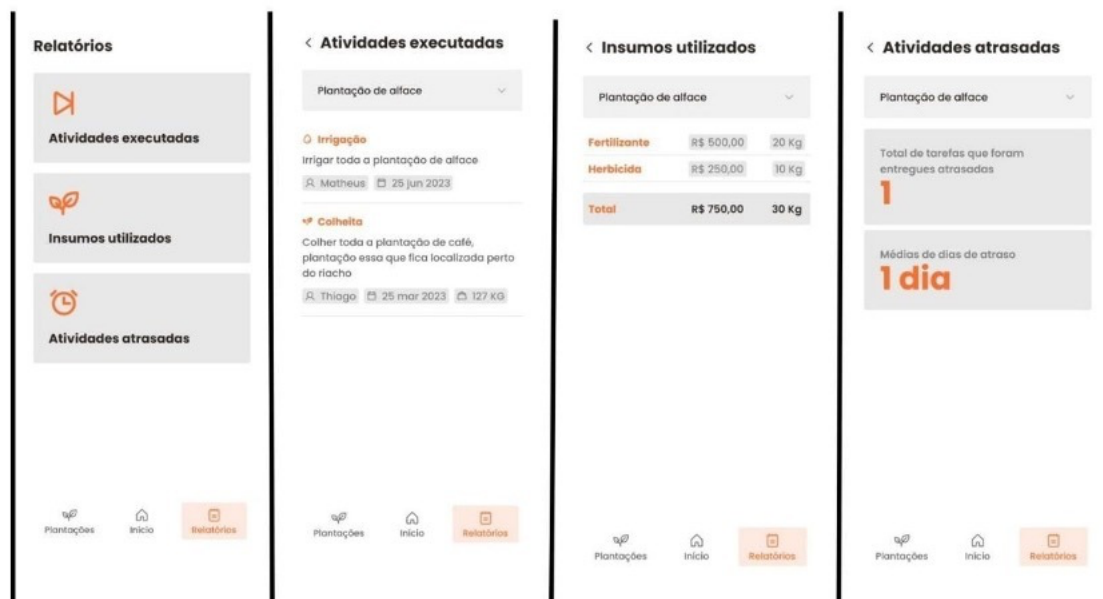 Relatórios
Atividades executadas
Insumos utilizados
Atividades atrasadas
Plantações
Início
Relatórios
Atividades executadas
Plantação de alface
Irrigação
Irrigar toda a plantação de alface
Matheus 25 jun 2023
Colheita
Colher toda a plantação de café,
plantação essa que fica localizada perto
do riacho
Thiago 25 mar 2023 127 KG
Plantações
Início
Relatórios
Insumos utilizados
Plantação de alface
Fertilizante R$ 500,00 20 Kg
Herbicida R$ 250,00 10 Kg
Total R$ 750,00 30 Kg
Plantações
Início
Relatórios
Atividades atrasadas
Plantação de alface
Total de tarefas que foram
entregues atrasadas
1
Médias de dias de atraso
1 dia
Plantações
Início
Relatórios